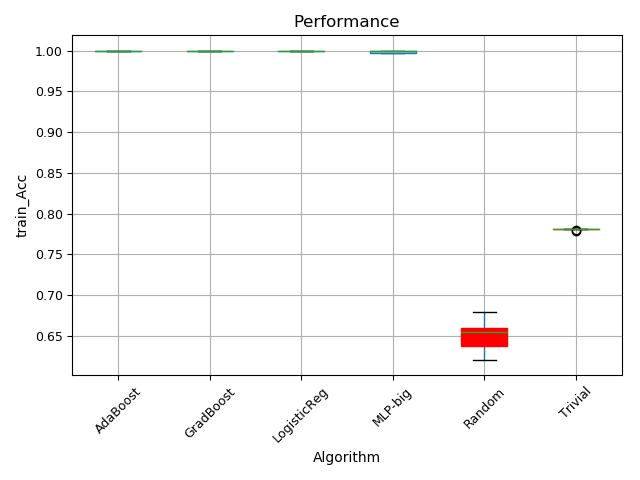 Performance
train_Acc
1.00
0.95
0.90
0.85
0.80
0.75
0.70
0.65
AdaBoost
GradBoost
LogisticReg
MLP-big
Random
Trivial
Algorithm